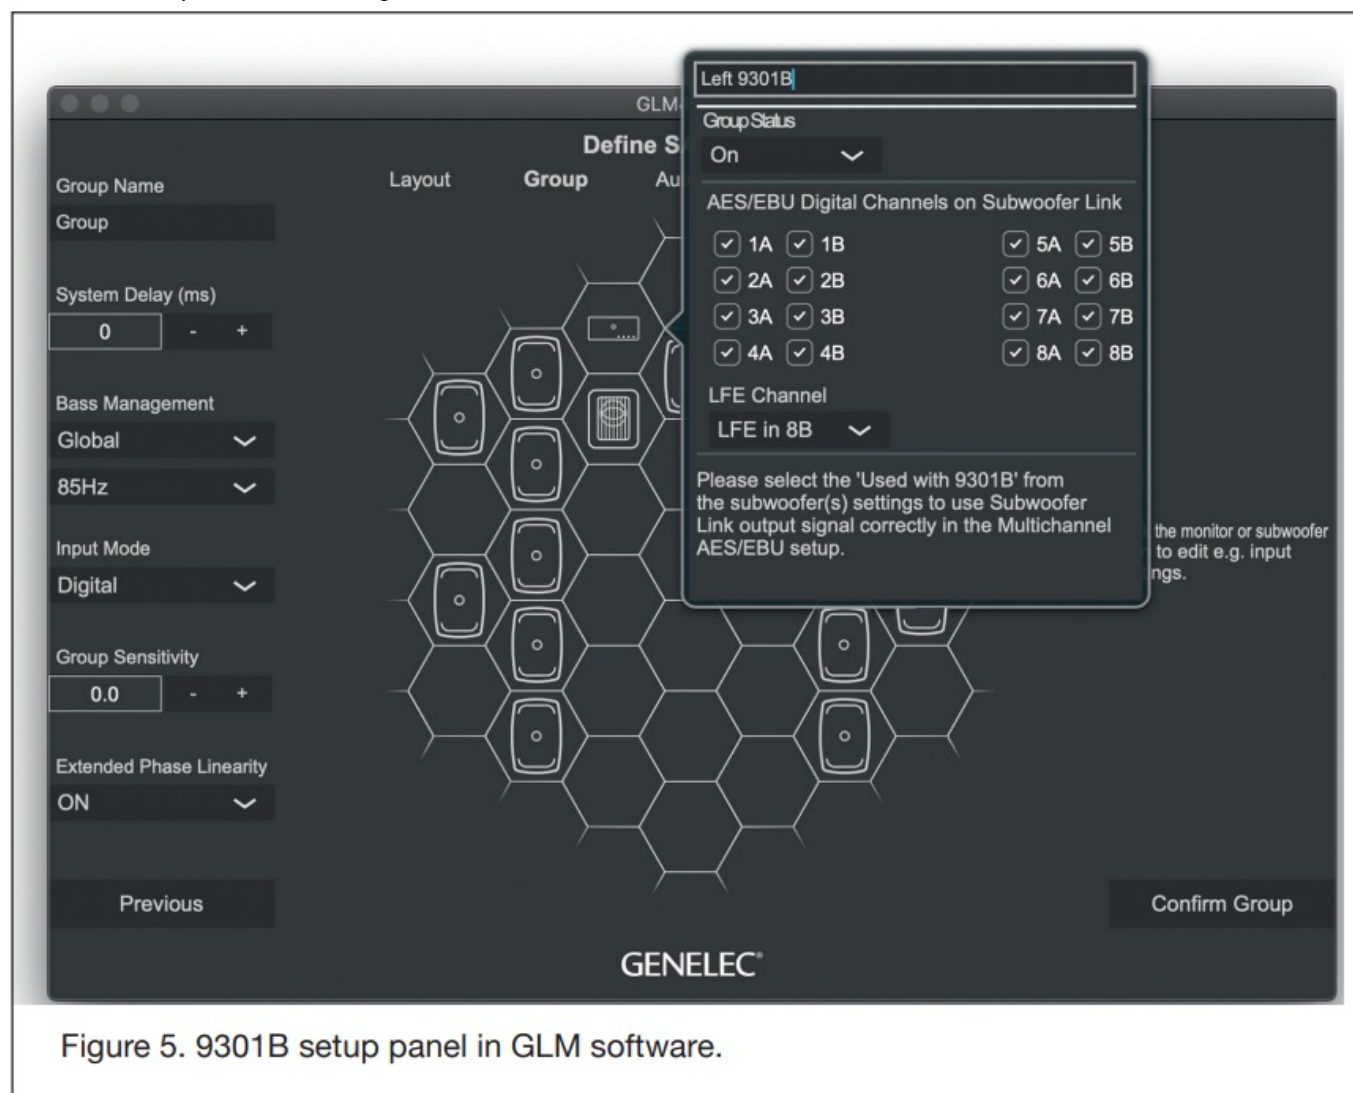 Left 9301B
GLM
Define S
Group Status
On
Layout
Group
Au
Group Name
Group
AES/EBU Digital Channels on Subwoofer Link
1A 1B 5A 5B
2A 2B 6A 6B
3A 3B 7A 7B
4A 4B 8A 8B
System Delay (ms)
0 - +
LFE Channel
LFE in 8B
Bass Management
Global
85Hz
Please select the 'Used with 9301B' from
the subwoofer(s) settings to use Subwoofer
Link output signal correctly in the Multichannel
AES/EBU setup.
the monitor or subwoofer
to edit e.g. input
ngs.
Input Mode
Digital
Group Sensitivity
0.0 - +
Extended Phase Linearity
ON
Previous
Confirm Group
GENELEC®
Figure 5. 9301B setup panel in GLM software.